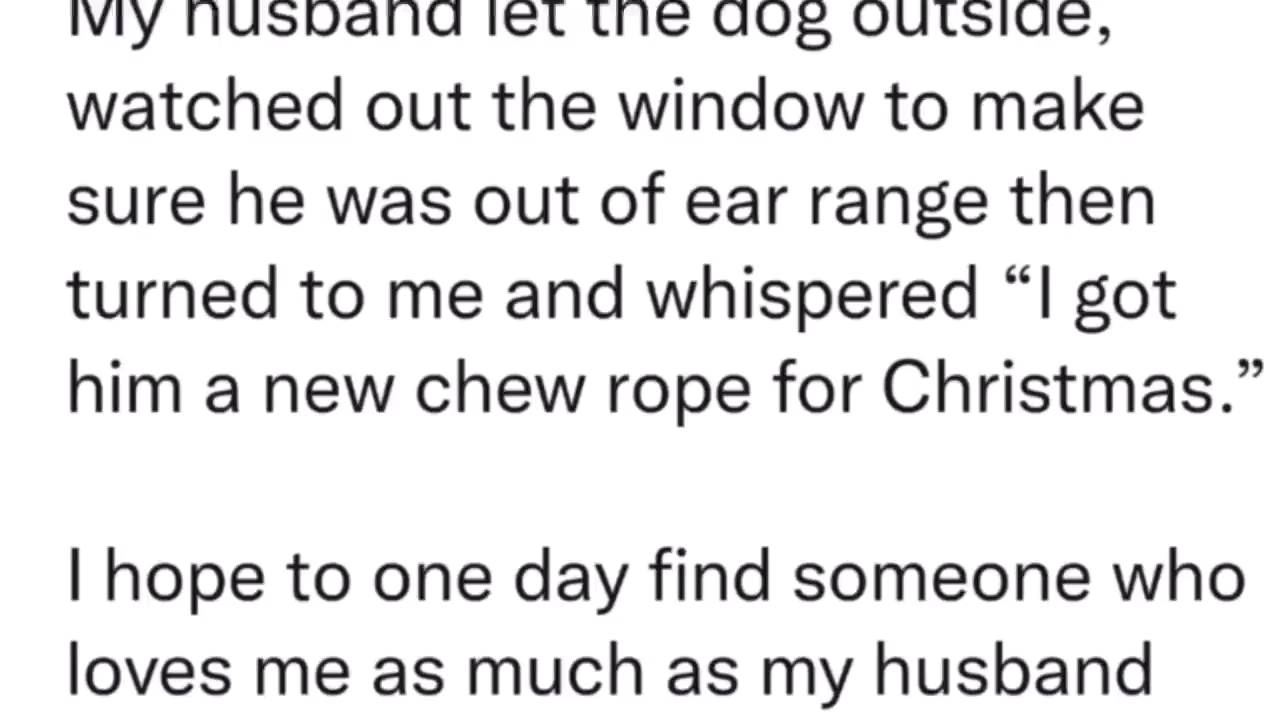 My husband let the dog outside,
watched out the window to make
sure he was out of ear range then
turned to me and whispered “I got
him a new chew rope for Christmas.”
I hope to one day find someone who
loves me as much as my husband